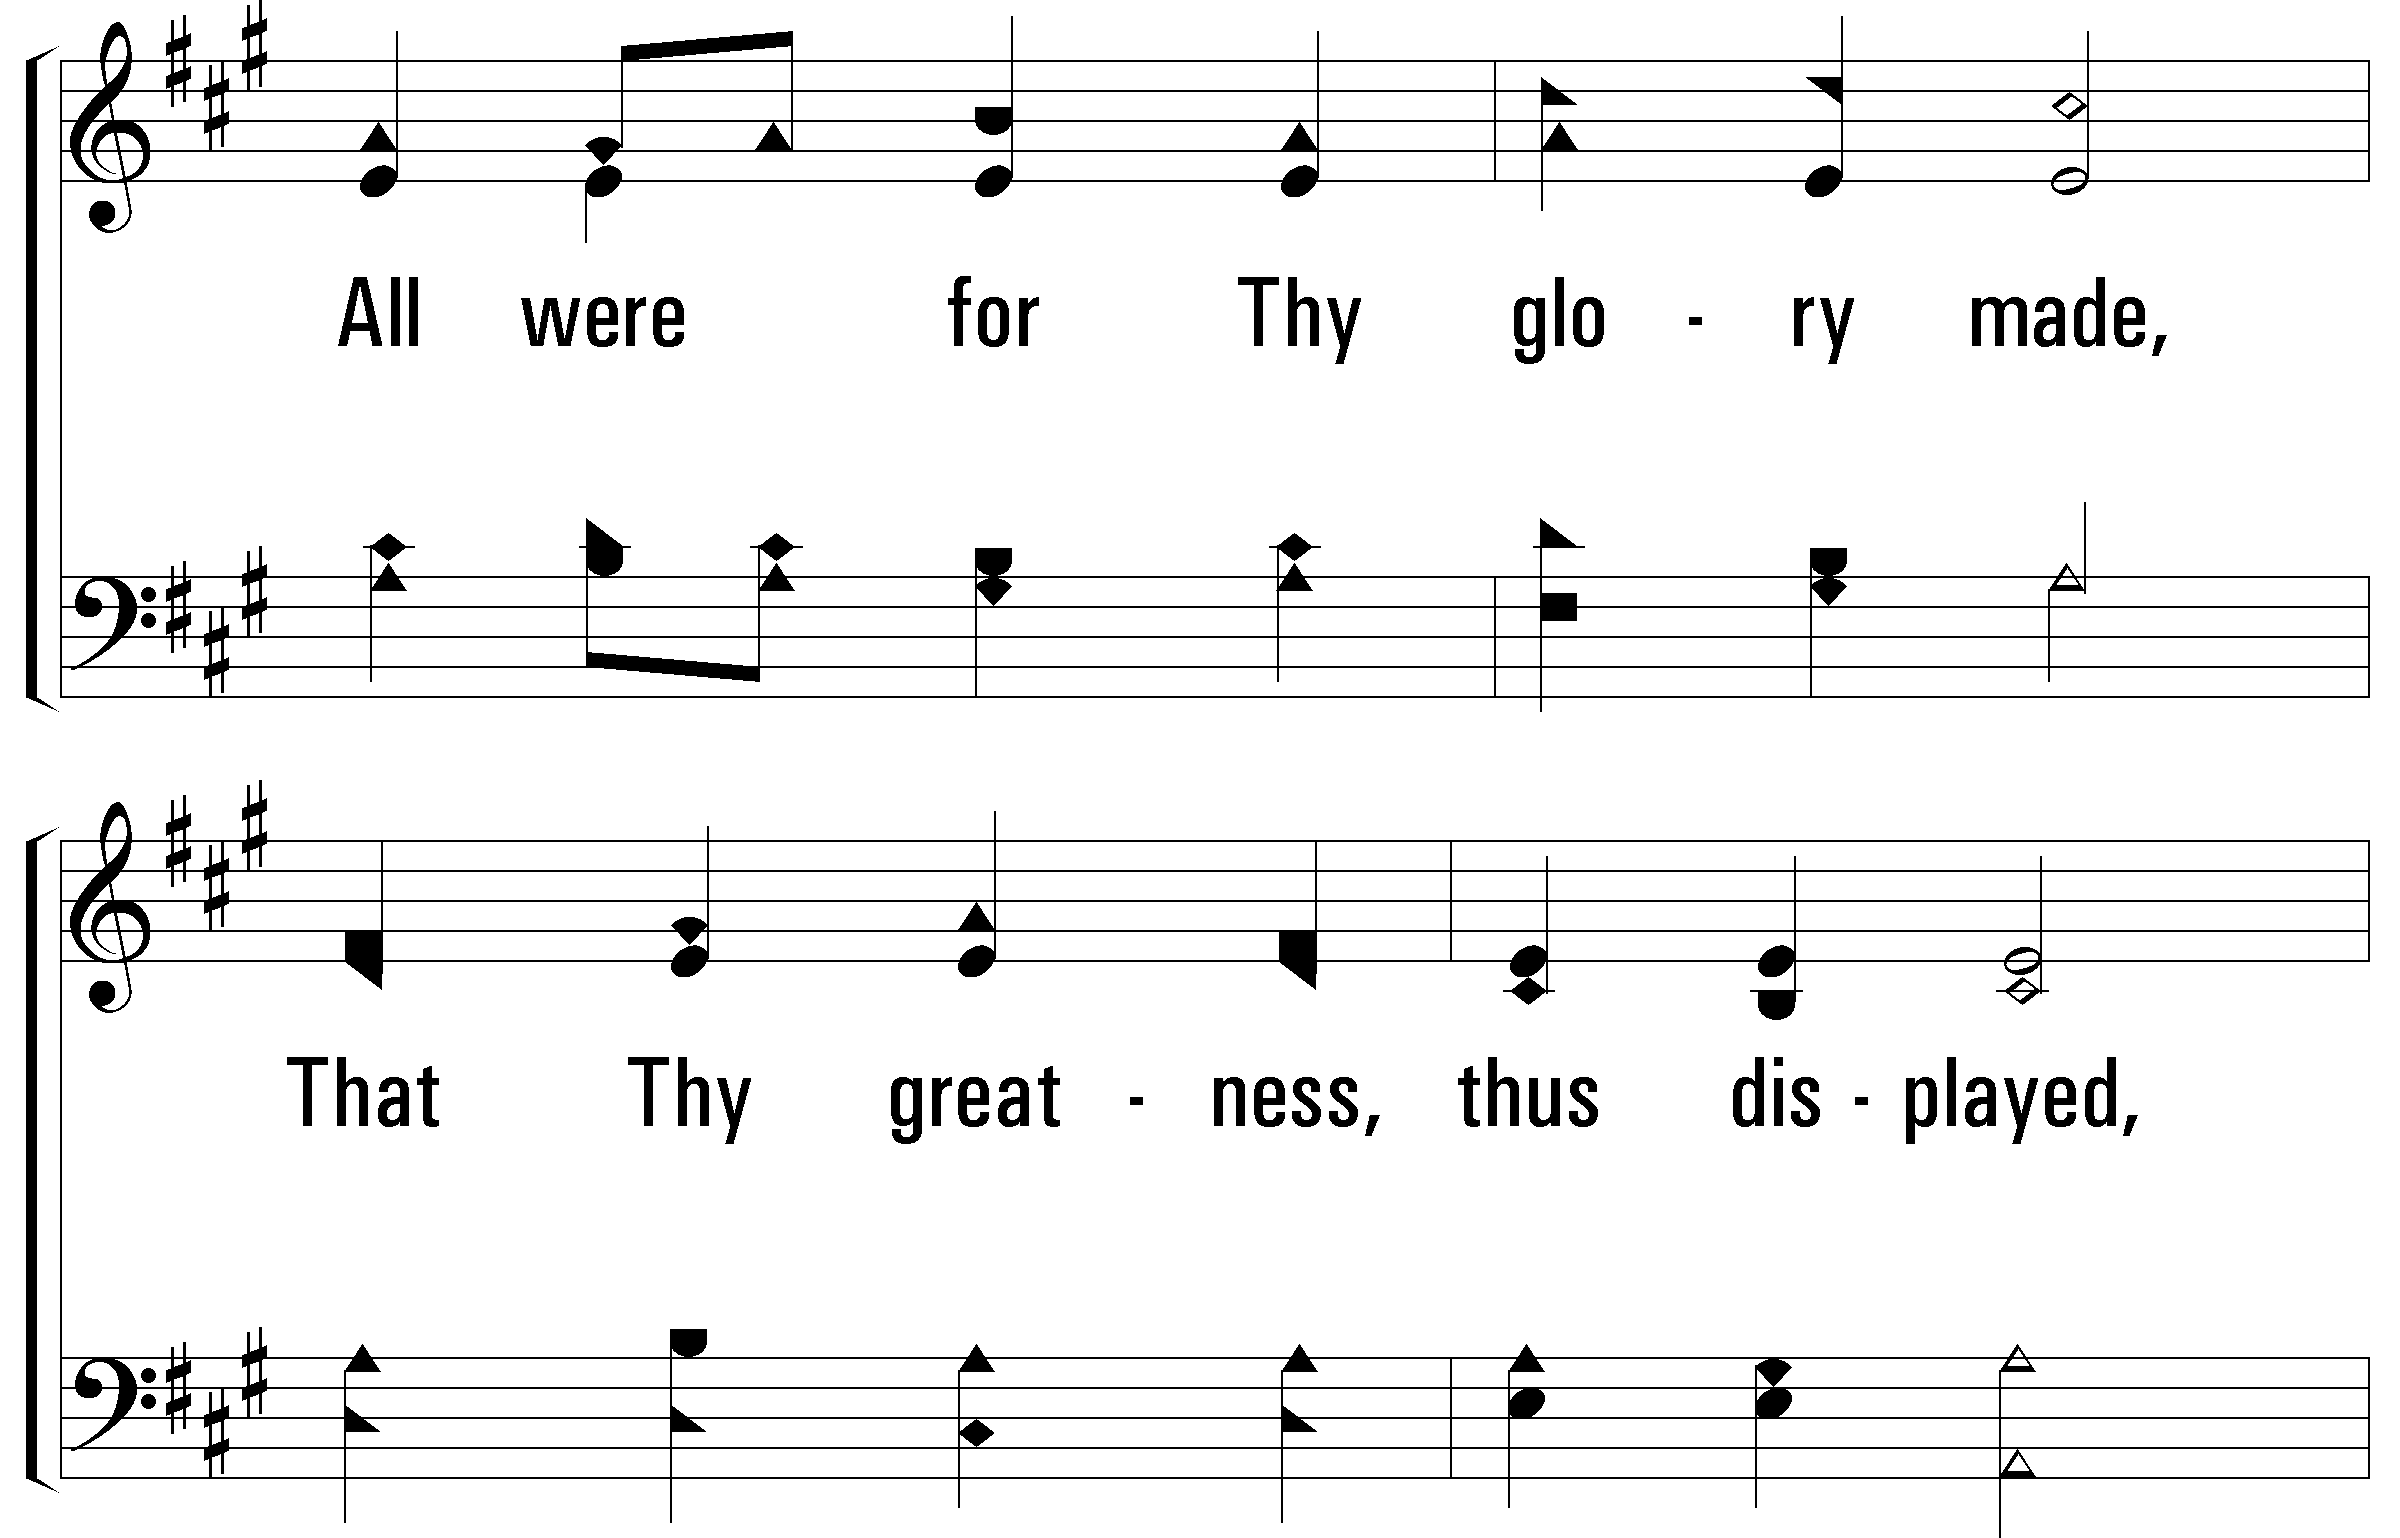 All were for Thy glo - ry made,
That Thy great - ness, thus dis - played,